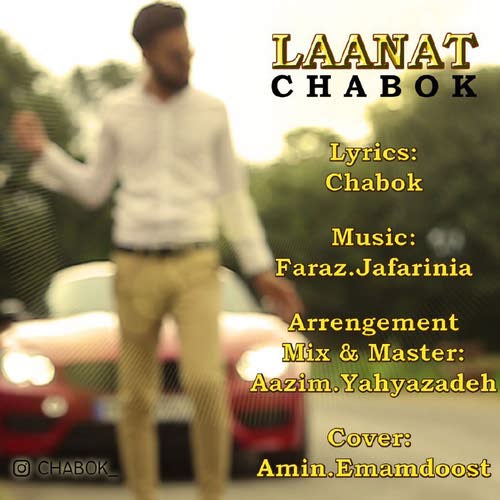 LAANAT
CHABOK
Lyrics:
Chabok
Music:
Faraz.Jafarinia
Arrengement
Mix & Master:
Aazim.Yahyazadeh
Cover:
Amin.Emamdoost
CHABOK_